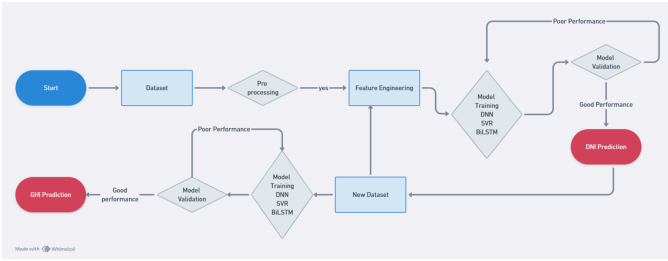 Poor Performance
Start
Dataset
Pre
processing
yes
Feature Engineering
Model
Training
DNN
SVR
BiLSTM
Model
Validation
Good Performance
DNI Prediction
Poor Performance
GHI Prediction
Good
performance
Model
Validation
Model
Training
DNN
SVR
BiLSTM
New Dataset
Made with Whimsical